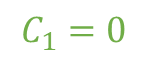 C₁ = 0